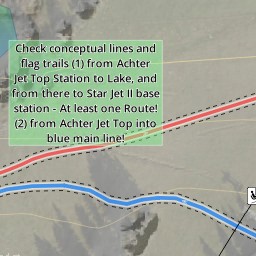 Check conceptual lines and
flag trails (1) from Achter
Jet Top Station to Lake, and
from there to Star Jet II base
station - At least one Route!
(2) from Achter Jet Top into
blue main line!